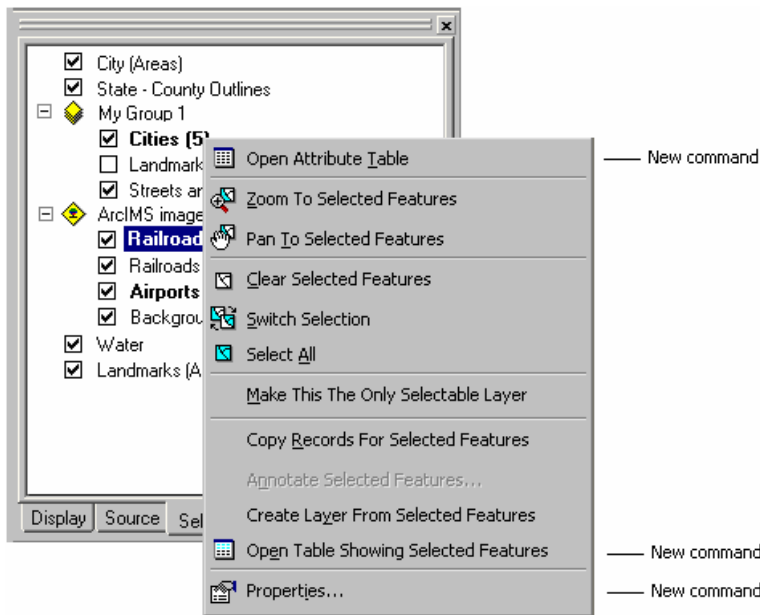 City (Areas)
State - County Outlines
My Group 1
Cities (5)
Landmark
Streets ar
ArcIMS image
Railroad
Railroads
Airports
Backgrou
Water
Landmarks (A
Display Source Sel
Open Attribute Table
Zoom To Selected Features
Pan To Selected Features
Clear Selected Features
Switch Selection
Select All
Make This The Only Selectable Layer
Copy Records For Selected Features
Annotate Selected Features...
Create Layer From Selected Features
Open Table Showing Selected Features
Properties...
New command
New command
New command